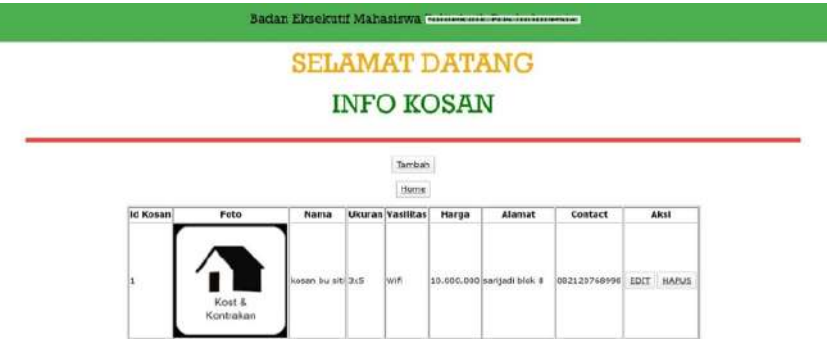 Badan Eksekutif Mahasiswa
SELAMAT DATANG
INFO KOSAN
Tambah
Home
Id Kosan Foto Nama Ukuran Vasilitas Harga Alamat Contact Aksi
1 kosan bu siti 3x5 Wifi 10.000.000 sarijadi blok 8 082120768998 EDIT HAPUS
Kost &
Kontrakan